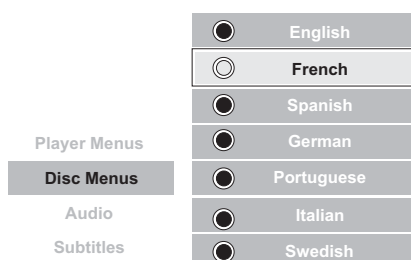 English
French
Spanish
German
Portuguese
Italian
Swedish
Player Menus
Disc Menus
Audio
Subtitles